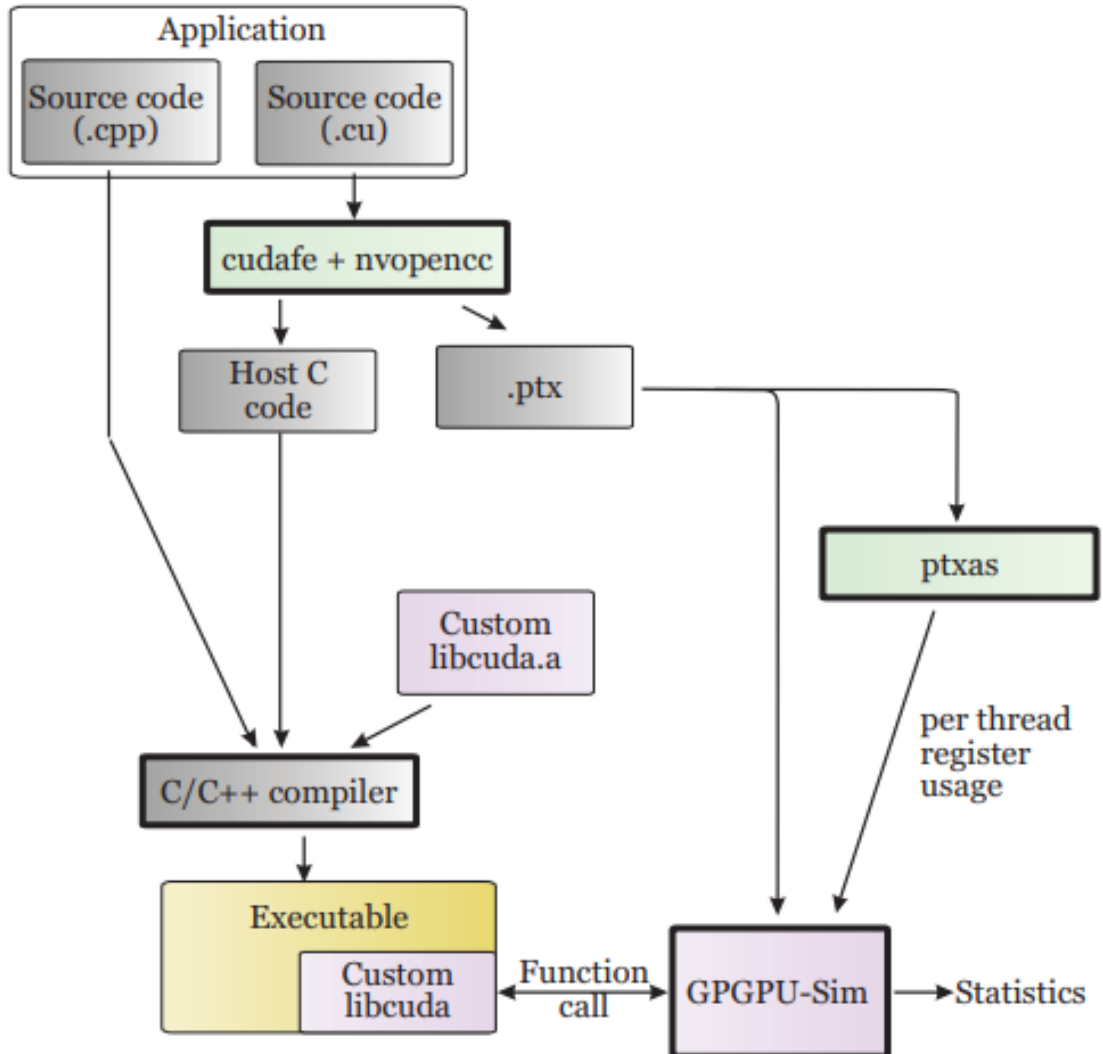 Application
Source code
(.cpp)
Source code
(.cu)
cudafe + nvopencc
Host C
code
.ptx
ptxas
Custom
libcuda.a
per thread
register
usage
C/C++ compiler
Executable
Custom
libcuda
Function
call
GPGPU-Sim
Statistics